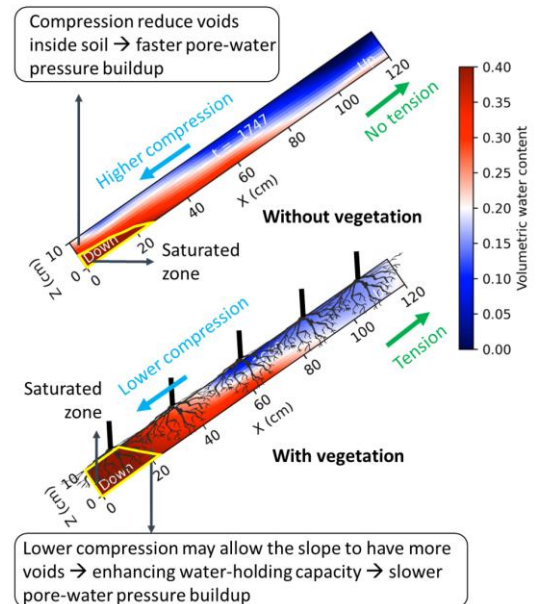 Compression reduce voids
inside soil → faster pore-water
pressure buildup
Up
120
100
80
60
40
20
0
X (cm)
10
0
Z (cm)
t = 1747
Down
Higher compression
No tension
Without vegetation
Saturated
zone
0.40
0.35
0.30
0.25
0.20
0.15
0.10
0.05
0.00
Volumetric water content
120
100
80
60
40
20
0
X (cm)
10
0
Z (cm)
Down
Lower compression
Tension
Saturated
zone
With vegetation
Lower compression may allow the slope to have more
voids → enhancing water-holding capacity → slower
pore-water pressure buildup